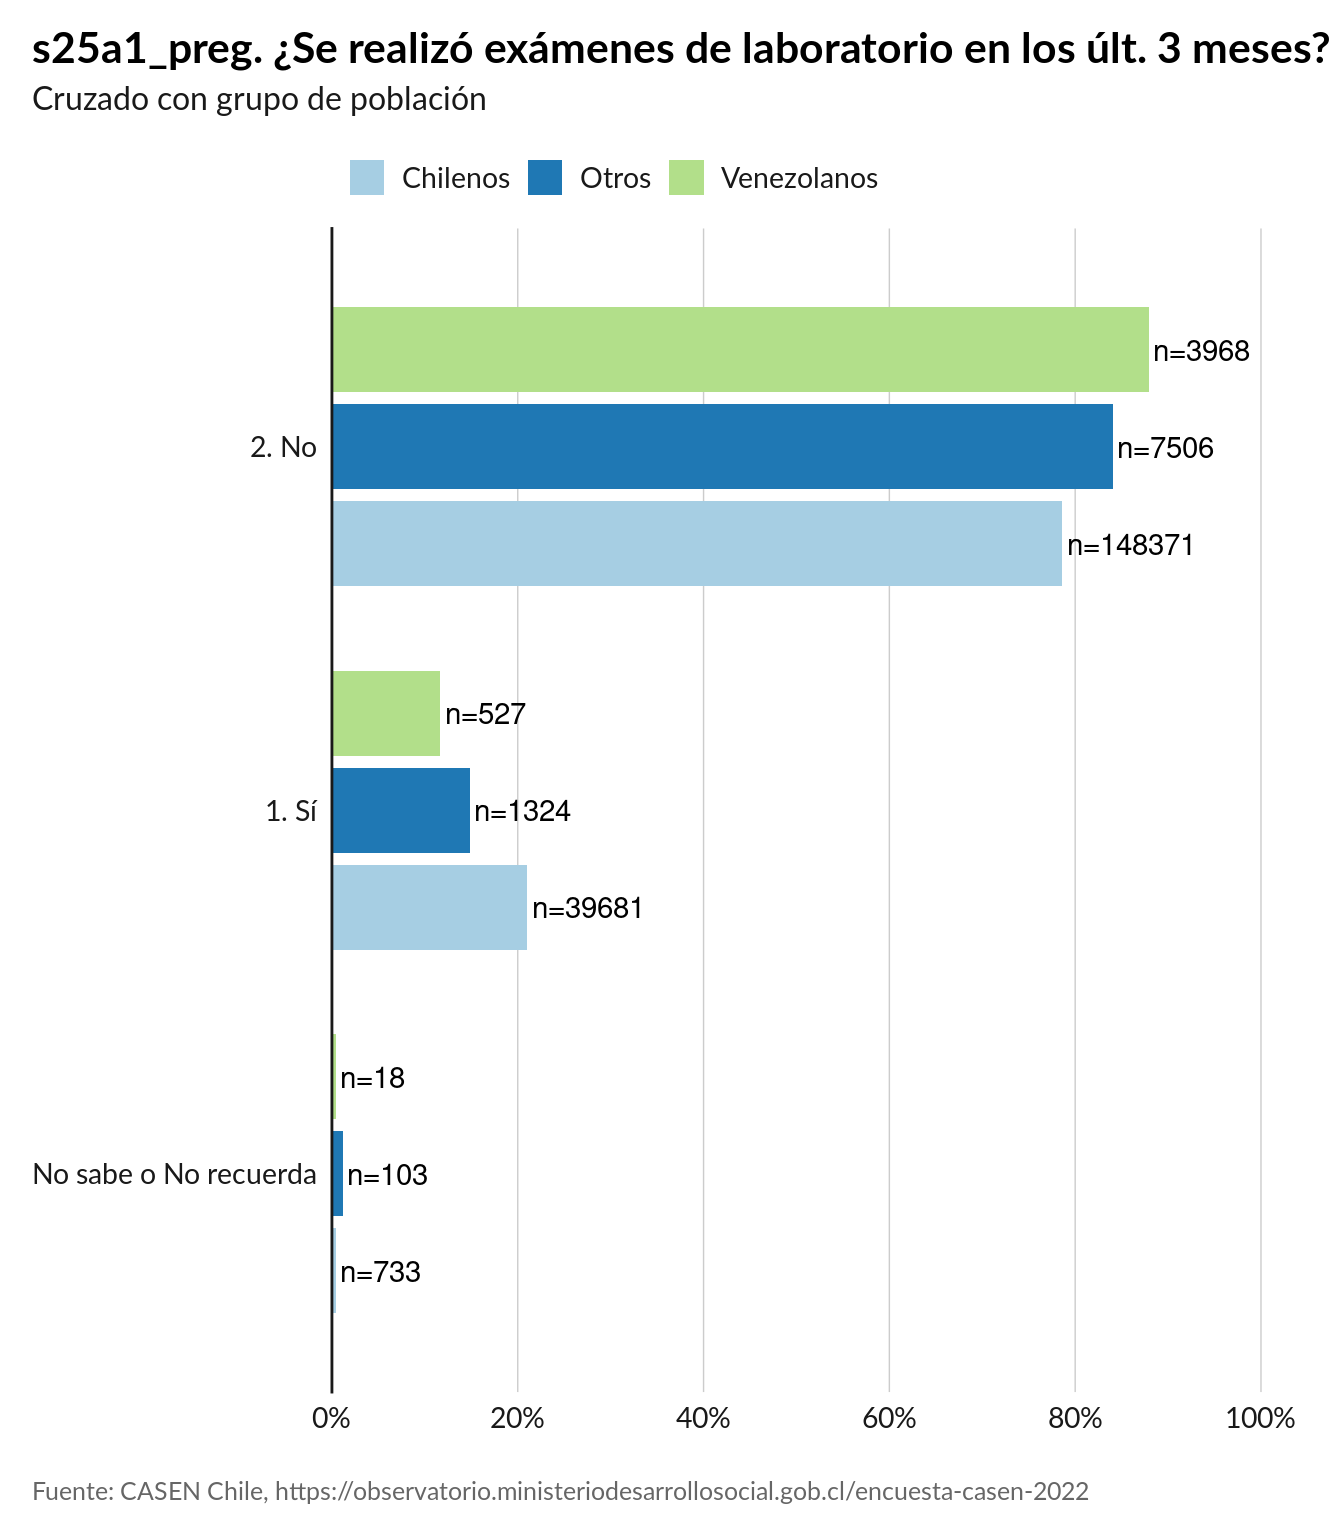 s25a1_preg. ¿Se realizó exámenes de laboratorio en los últ. 3 meses?
Cruzado con grupo de población
Chilenos Otros Venezolanos
n=3968
2. No n=7506
n=148371
n=527
1. Sí n=1324
n=39681
n=18
No sabe o No recuerda n=103
n=733
0% 20% 40% 60% 80% 100%
Fuente: CASEN Chile, https://observatorio.ministeriodesarrollosocial.gob.cl/encuesta-casen-2022